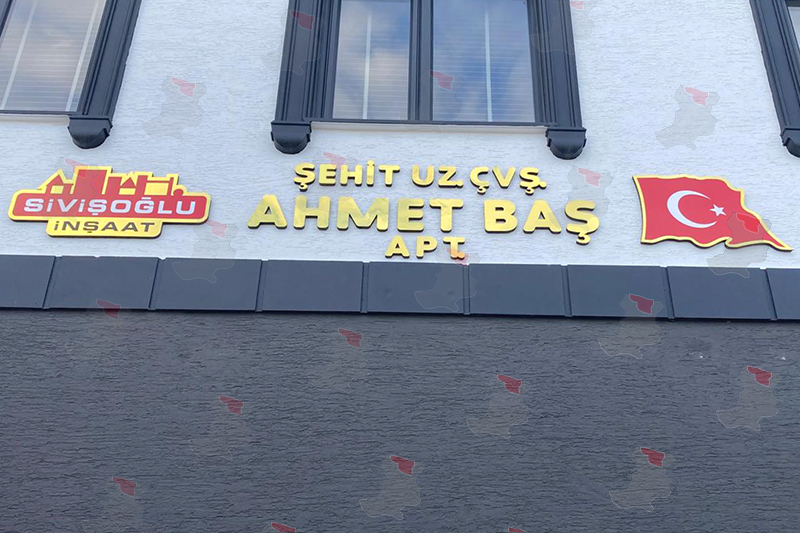 SİVİŞOĞLU
İNŞAAT
ŞEHİT UZ. ÇVŞ.
AHMET BAŞ
APT.